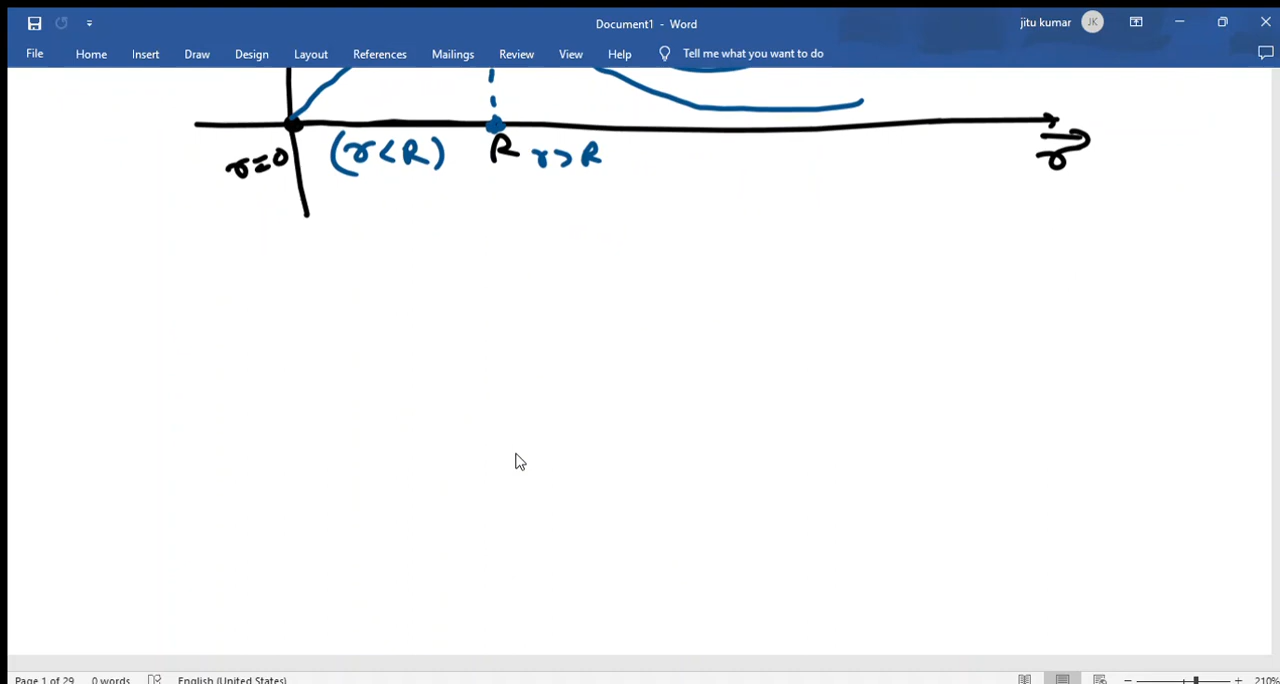 Document1 - Word
jitu kumar JK
File Home Insert Draw Design Layout References Mailings Review View Help Tell me what you want to do
r=0 (r<R) R r>R r
Page 1 of 29 0 words English (United States) 210%